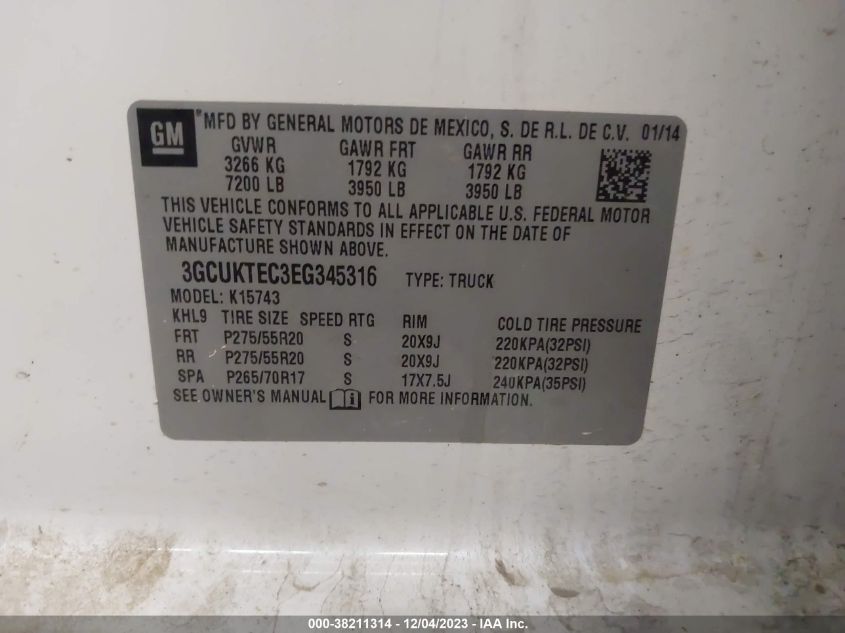 GM ® MFD BY GENERAL MOTORS DE MEXICO, S. DE R.L. DE C.V. 01/14
GVWR GAWR FRT GAWR RR
3266 KG 1792 KG 1792 KG
7200 LB 3950 LB 3950 LB
THIS VEHICLE CONFORMS TO ALL APPLICABLE U.S. FEDERAL MOTOR
VEHICLE SAFETY STANDARDS IN EFFECT ON THE DATE OF
MANUFACTURE SHOWN ABOVE.
3GCUKTEC3EG345316 TYPE: TRUCK
MODEL: K15743
KHL9 TIRE SIZE SPEED RTG RIM COLD TIRE PRESSURE
FRT P275/55R20 S 20X9J 220KPA(32PSI)
RR P275/55R20 S 20X9J 220KPA(32PSI)
SPA P265/70R17 S 17X7.5J 240KPA(35PSI)
SEE OWNER'S MANUAL i FOR MORE INFORMATION.
000-38211314 - 12/04/2023 - IAA Inc.